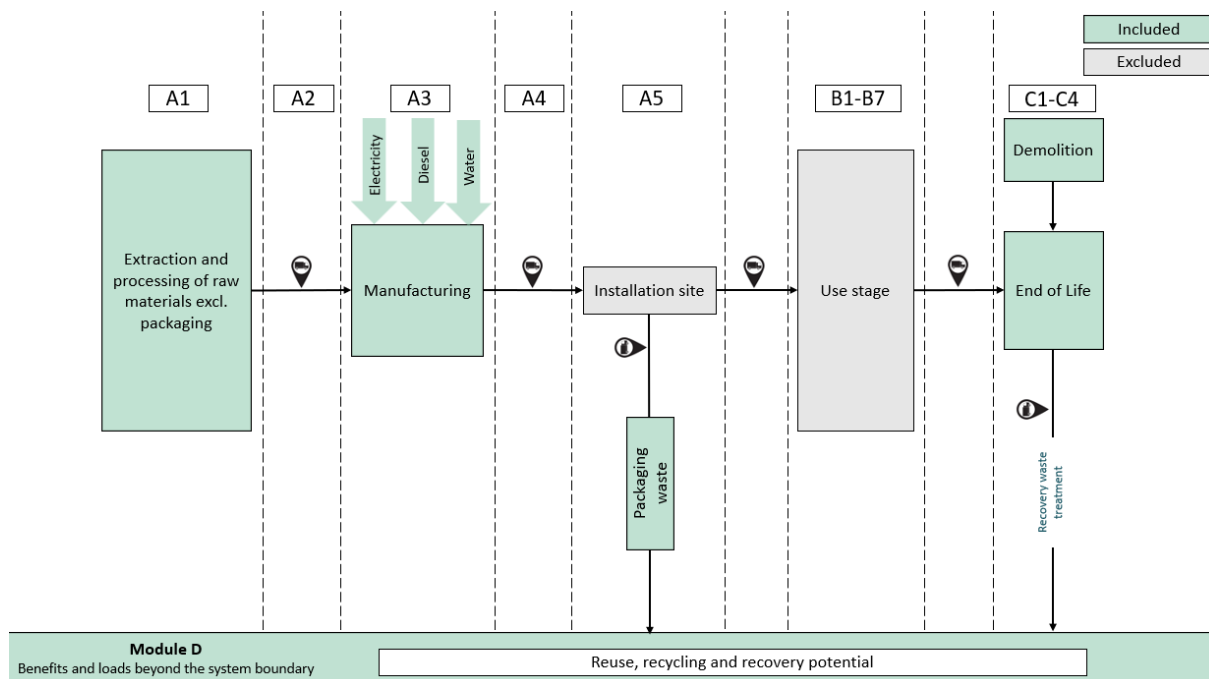 Included
Excluded
A1
A2
A3
A4
A5
B1-B7
C1-C4
Electricity
Diesel
Water
Demolition
Extraction and
processing of raw
materials excl.
packaging
Manufacturing
Installation site
Use stage
End of Life
Packaging
waste
Recovery waste
treatment
Module D
Benefits and loads beyond the system boundary
Reuse, recycling and recovery potential